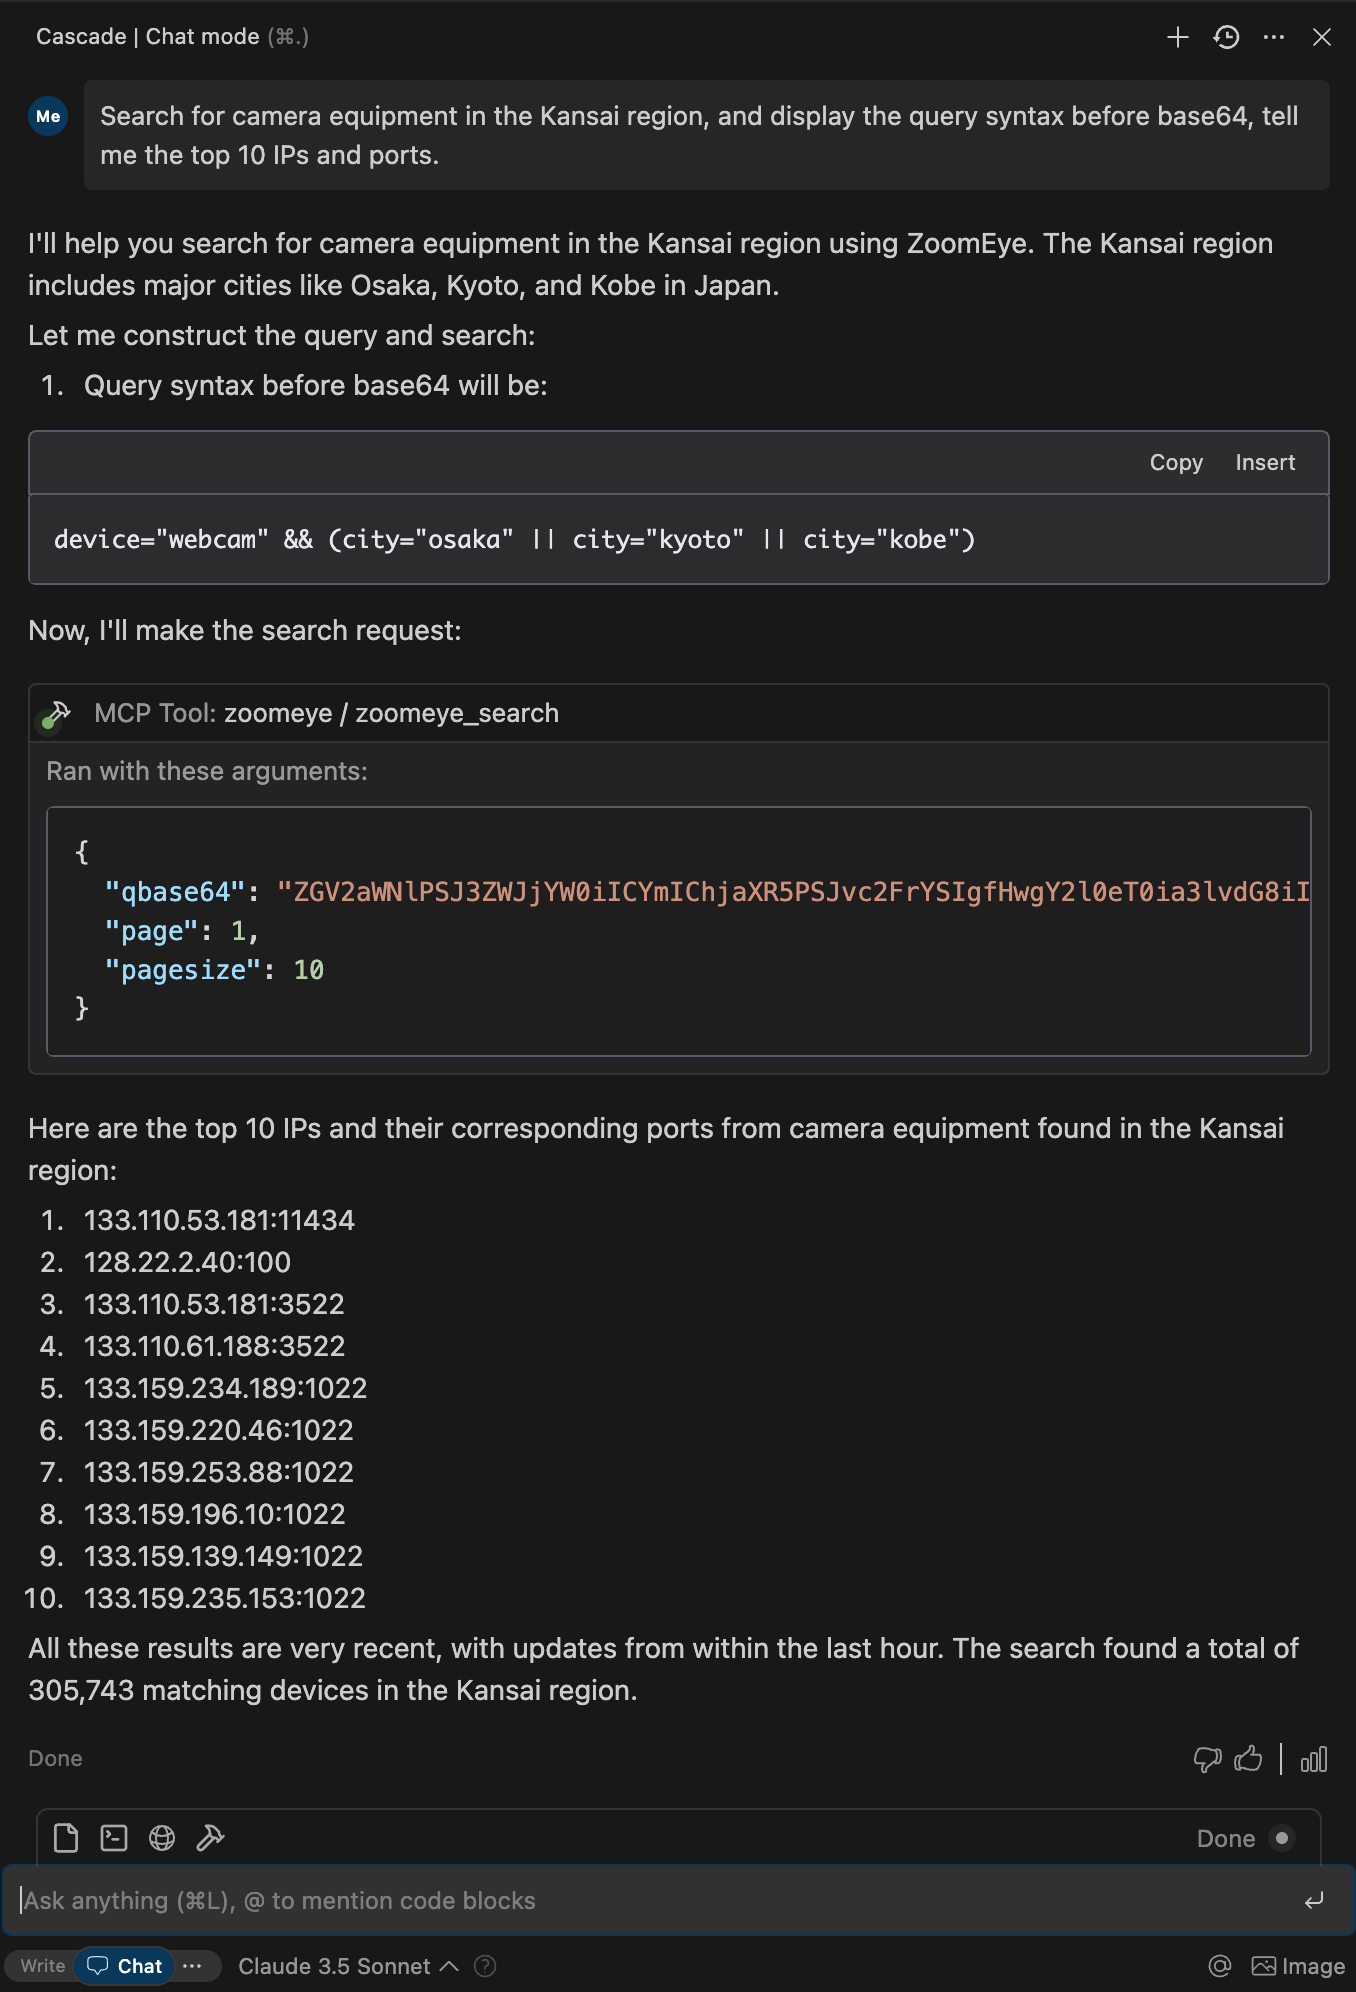 Cascade | Chat mode (⌘.)
Me
Search for camera equipment in the Kansai region, and display the query syntax before base64, tell
me the top 10 IPs and ports.
I'll help you search for camera equipment in the Kansai region using ZoomEye. The Kansai region
includes major cities like Osaka, Kyoto, and Kobe in Japan.
Let me construct the query and search:
1. Query syntax before base64 will be:
Copy Insert
device="webcam" && (city="osaka" || city="kyoto" || city="kobe")
Now, I'll make the search request:
MCP Tool: zoomeye / zoomeye_search
Ran with these arguments:
{
"qbase64": "ZGV2aWNlPSJ3ZWJjYW0iICYmIChjaXR5PSJvc2FrYSIgfHwgY2l0eT0ia3lvdG8iI
"page": 1,
"pagesize": 10
}
Here are the top 10 IPs and their corresponding ports from camera equipment found in the Kansai
region:
1. 133.110.53.181:11434
2. 128.22.2.40:100
3. 133.110.53.181:3522
4. 133.110.61.188:3522
5. 133.159.234.189:1022
6. 133.159.220.46:1022
7. 133.159.253.88:1022
8. 133.159.196.10:1022
9. 133.159.139.149:1022
10. 133.159.235.153:1022
All these results are very recent, with updates from within the last hour. The search found a total of
305,743 matching devices in the Kansai region.
Done
Done
Ask anything (⌘L), @ to mention code blocks
Write Chat ··· Claude 3.5 Sonnet ? @ Image